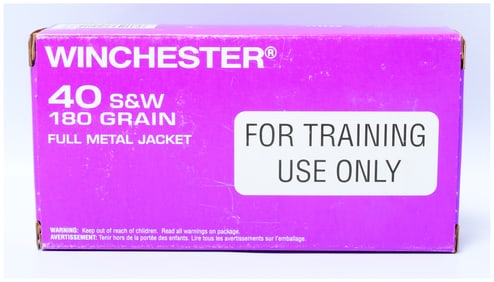 WINCHESTER®
40 S&W
180 GRAIN
FULL METAL JACKET
FOR TRAINING
USE ONLY
WARNING: Keep out of reach of children. Read all warnings on package.
AVERTISSEMENT: Tenir hors de la portée des enfants. Lire tous les avertissements sur l'emballage.